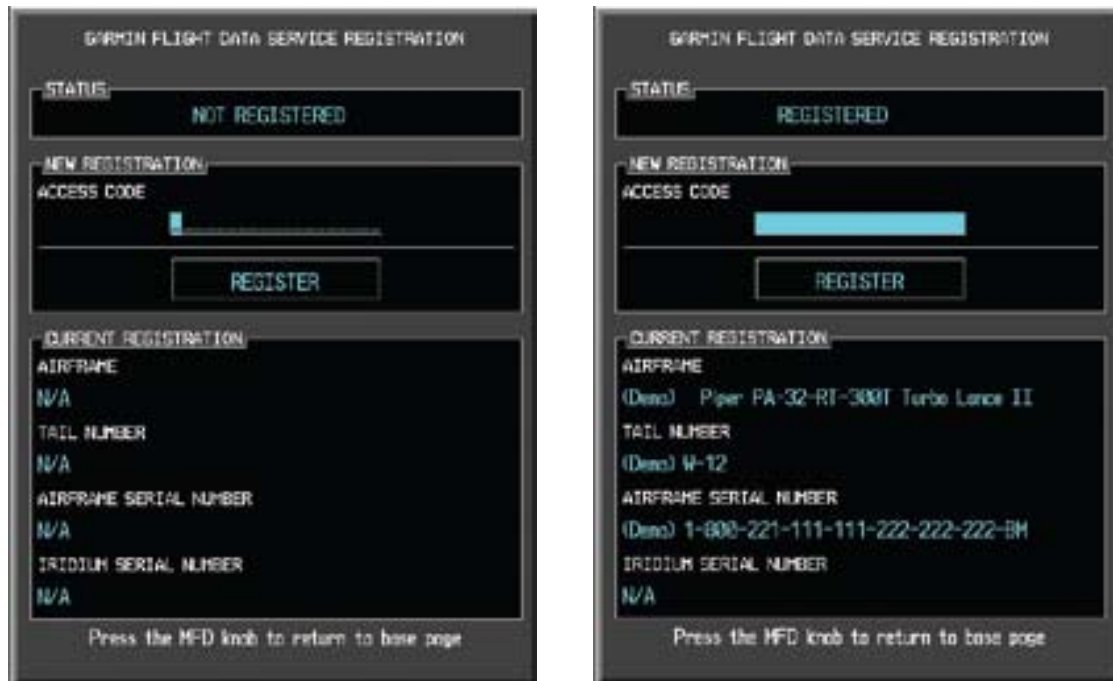 GARMIN FLIGHT DATA SERVICE REGISTRATION
STATUS
NOT REGISTERED
NEW REGISTRATION
ACCESS CODE
REGISTER
CURRENT REGISTRATION
AIRFRAME
N/A
TAIL NUMBER
N/A
AIRFRAME SERIAL NUMBER
N/A
IRIDIUM SERIAL NUMBER
N/A
Press the MFD knob to return to base page
GARMIN FLIGHT DATA SERVICE REGISTRATION
STATUS
REGISTERED
NEW REGISTRATION
ACCESS CODE
REGISTER
CURRENT REGISTRATION
AIRFRAME
(Demo) Piper PA-32-RT-300T Turbo Lance II
TAIL NUMBER
(Demo) W-12
AIRFRAME SERIAL NUMBER
(Demo) 1-800-221-111-111-222-222-222-BM
IRIDIUM SERIAL NUMBER
N/A
Press the MFD knob to return to base page